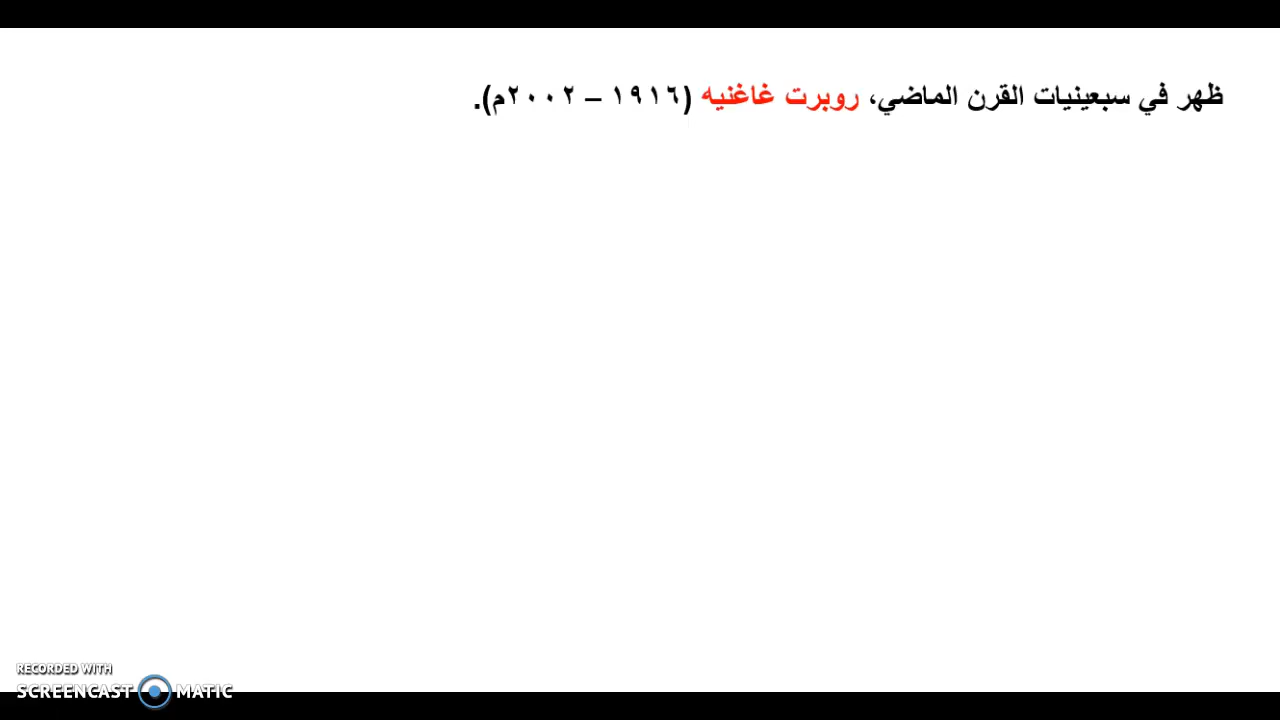 ظهر في سبعينيات القرن الماضي، روبرت غاغنيه (١٩١٦ – ٢٠٠٢م).
RECORDED WITH
SCREENCAST MATIC